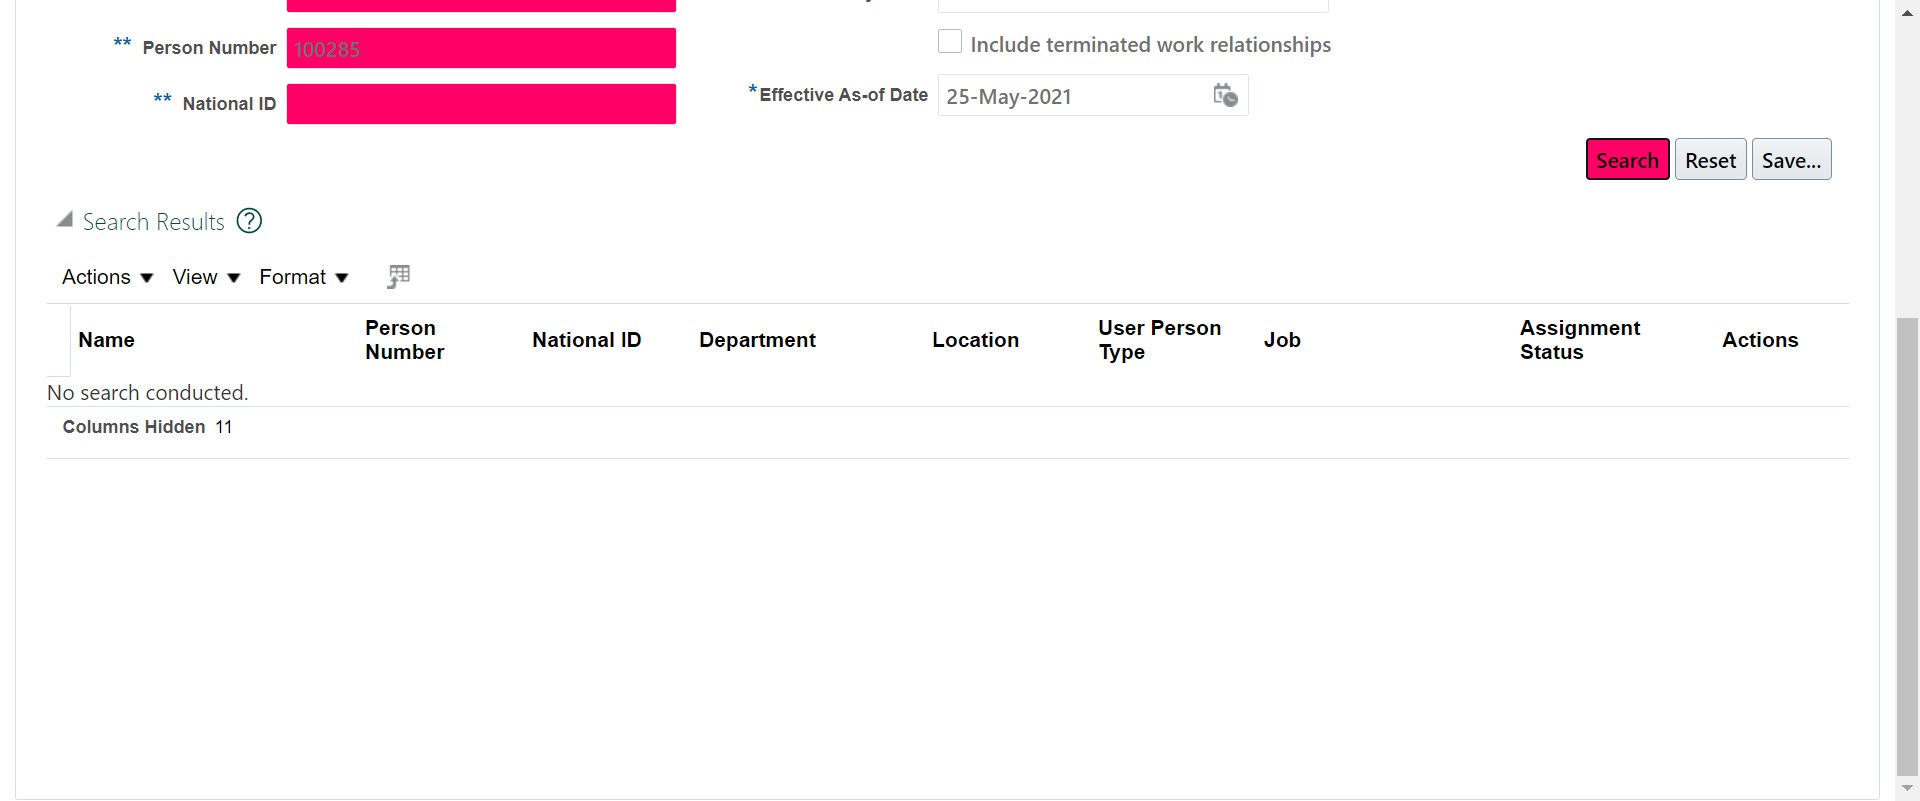 ** Person Number 100285
Include terminated work relationships
** National ID
*Effective As-of Date 25-May-2021
Search Reset Save...
Search Results ?
Actions View Format
Name Person Number National ID Department Location User Person Type Job Assignment Status Actions
No search conducted.
Columns Hidden 11